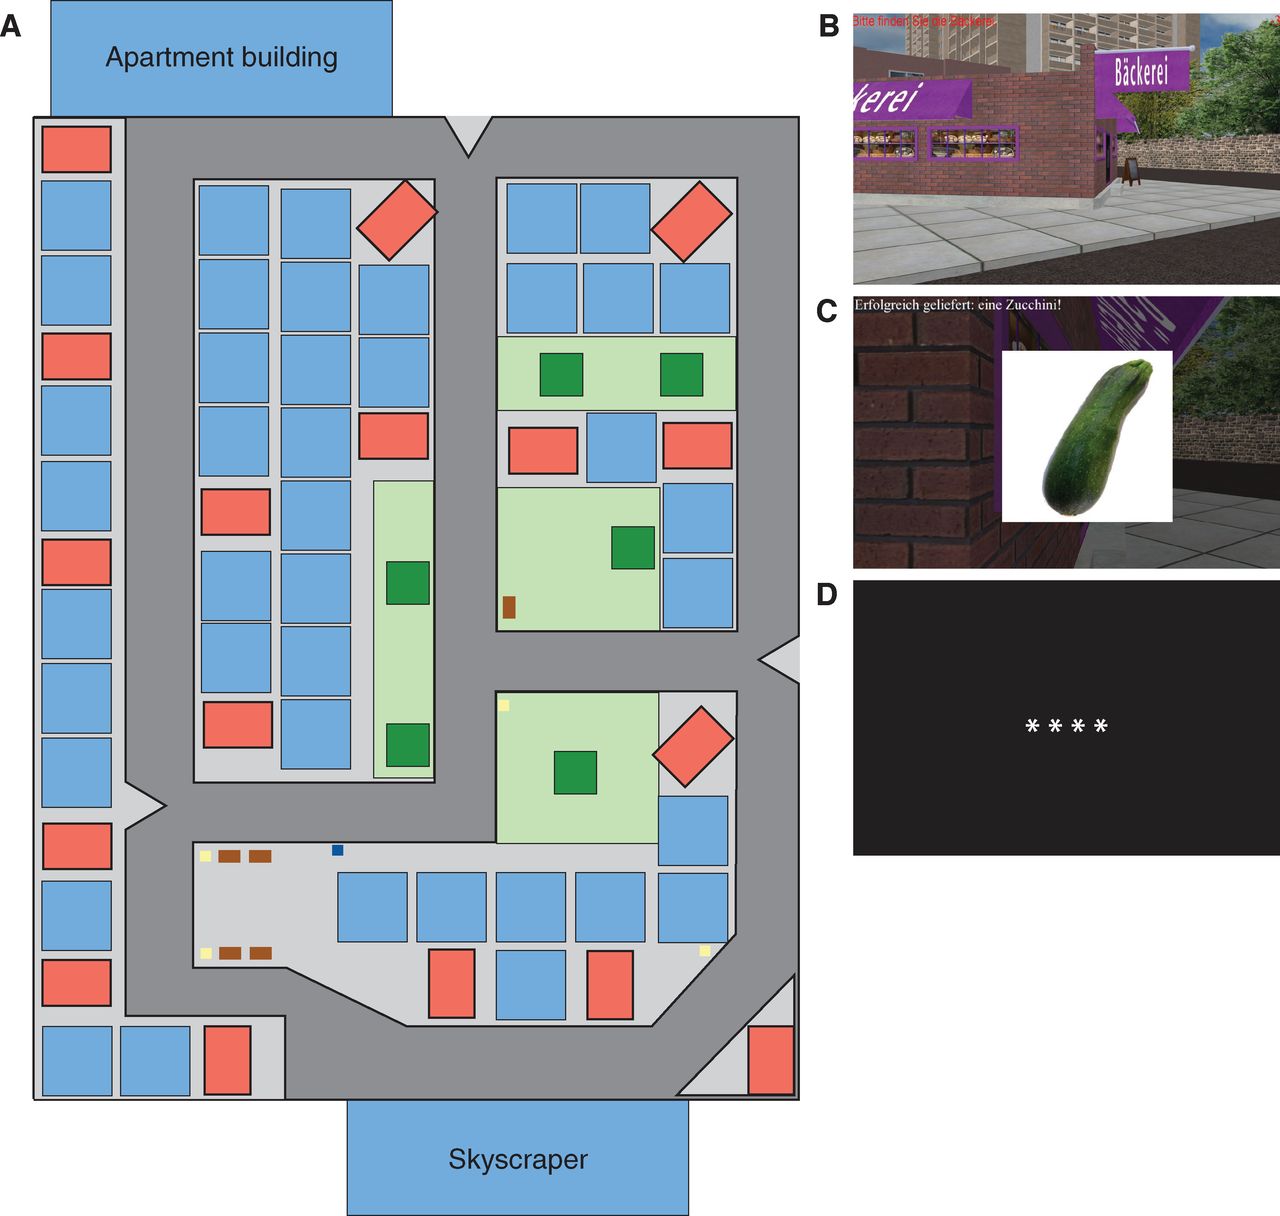 A
Apartment building
Skyscraper
B
Bitte finden Sie die Bäckerei
kerei
Bäckerei
C
Erfolgreich geliefert: eine Zucchini!
D
* * * *